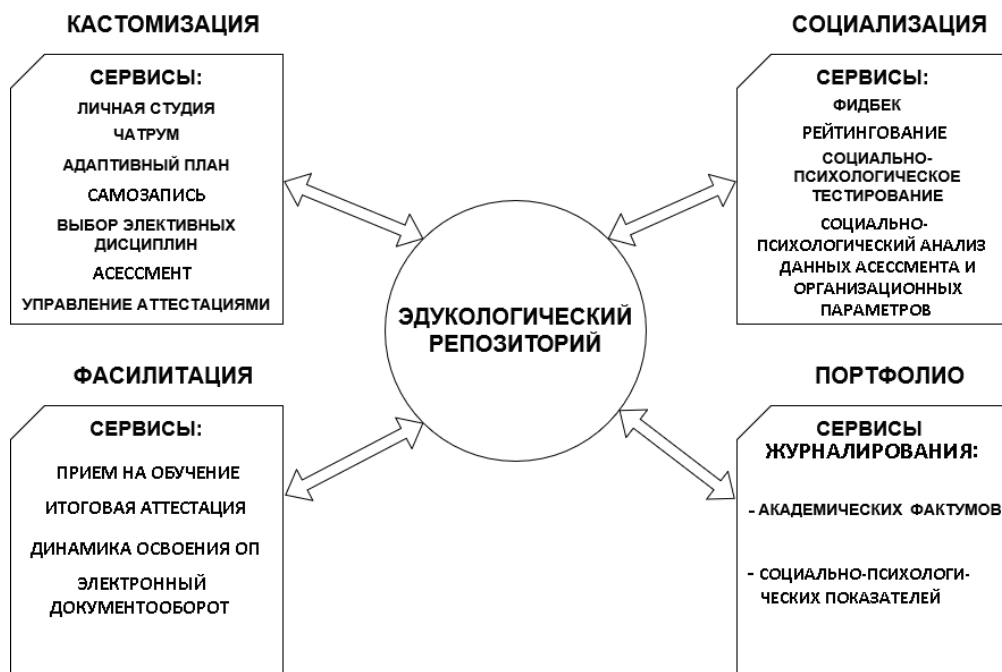 КАСТОМИЗАЦИЯ
СЕРВИСЫ:
ЛИЧНАЯ СТУДИЯ
ЧАТРУМ
АДАПТИВНЫЙ ПЛАН
САМОЗАПИСЬ
ВЫБОР ЭЛЕКТИВНЫХ
ДИСЦИПЛИН
АСЕССМЕНТ
УПРАВЛЕНИЕ АТТЕСТАЦИЯМИ
СОЦИАЛИЗАЦИЯ
СЕРВИСЫ:
ФИДБЕК
РЕЙТИНГОВАНИЕ
СОЦИАЛЬНО-
ПСИХОЛОГИЧЕСКОЕ
ТЕСТИРОВАНИЕ
СОЦИАЛЬНО-
ПСИХОЛОГИЧЕСКИЙ АНАЛИЗ
ДАННЫХ АСЕССМЕНТА И
ОРГАНИЗАЦИОННЫХ
ПАРАМЕТРОВ
ЭДУКОЛОГИЧЕСКИЙ
РЕПОЗИТОРИЙ
ФАСИЛИТАЦИЯ
СЕРВИСЫ:
ПРИЕМ НА ОБУЧЕНИЕ
ИТОГОВАЯ АТТЕСТАЦИЯ
ДИНАМИКА ОСВОЕНИЯ ОП
ЭЛЕКТРОННЫЙ
ДОКУМЕНТООБОРОТ
ПОРТФОЛИО
СЕРВИСЫ
ЖУРНАЛИРОВАНИЯ:
- АКАДЕМИЧЕСКИХ ФАКТУМОВ
- СОЦИАЛЬНО-ПСИХОЛОГИ-
ЧЕСКИХ ПОКАЗАТЕЛЕЙ